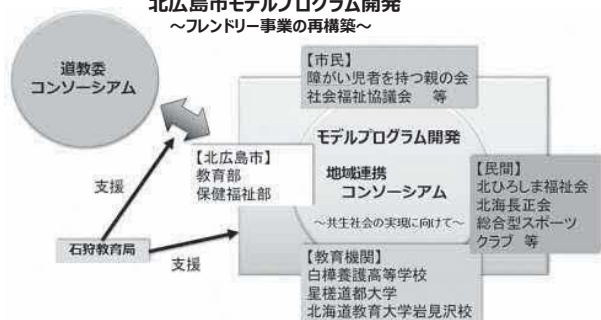 北広島市モデルプログラム開発
～フレンドリー事業の再構築～
道教委
コンソーシアム
【市民】
障がい児者を持つ親の会
社会福祉協議会 等
モデルプログラム開発
【北広島市】
教育部
保健福祉部
地域連携
コンソーシアム
～共生社会の実現に向けて～
【民間】
北ひろしま福祉会
北海長正会
総合型スポーツ
クラブ 等
支援
石狩教育局
支援
【教育機関】
白樺養護高等学校
星槎道都大学
北海道教育大学岩見沢校